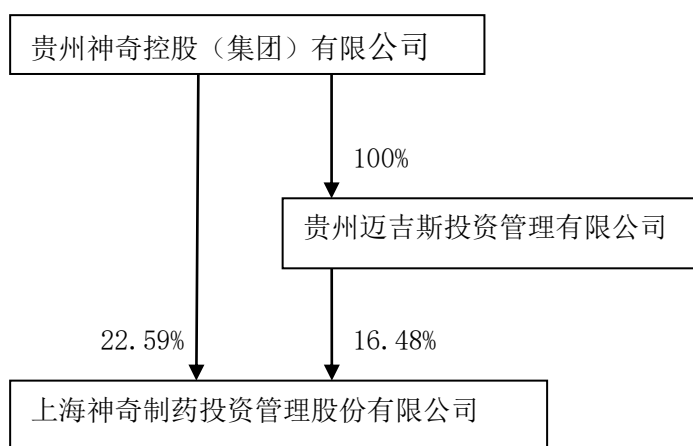 贵州神奇控股（集团）有限公司
100%
贵州迈吉斯投资管理有限公司
22.59%
16.48%
上海神奇制药投资管理股份有限公司